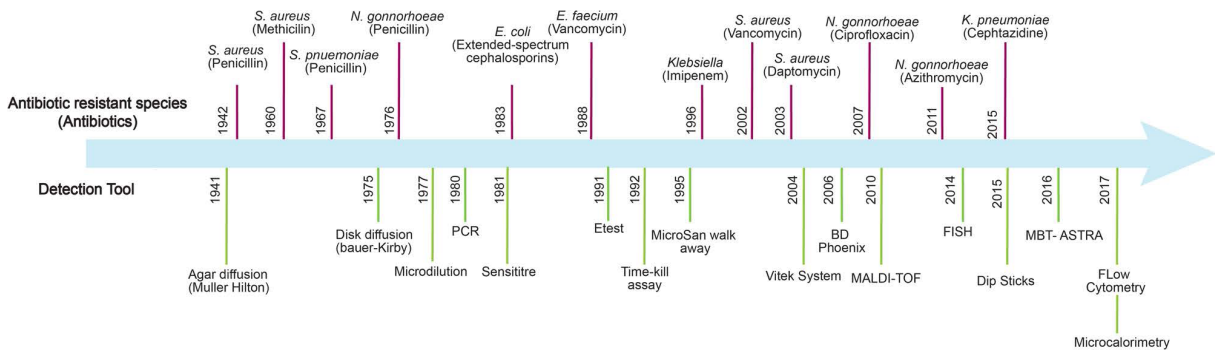 S. aureus
(Penicillin)
1942
S. aureus
(Methicilin)
1960
S. pnuemoniae
(Penicillin)
1967
N. gonnorhoeae
(Penicillin)
1976
E. coli
(Extended-spectrum
cephalosporins)
1983
E. faecium
(Vancomycin)
1988
Klebsiella
(Imipenem)
1996
S. aureus
(Vancomycin)
2002
S. aureus
(Daptomycin)
2003
N. gonnorhoeae
(Ciprofloxacin)
2007
N. gonnorhoeae
(Azithromycin)
2011
K. pneumoniae
(Cephtazidine)
2015
Antibiotic resistant species
(Antibiotics)
Detection Tool
1941
Agar diffusion
(Muller Hilton)
1975
Disk diffusion
(bauer-Kirby)
1977
Microdilution
1980
PCR
1981
Sensititre
1991
Etest
1992
Time-kill
assay
1995
MicroSan walk
away
2004
Vitek System
2006
BD
Phoenix
2010
MALDI-TOF
2014
FISH
2015
Dip Sticks
2016
MBT- ASTRA
2017
FLow
Cytometry
Microcalorimetry